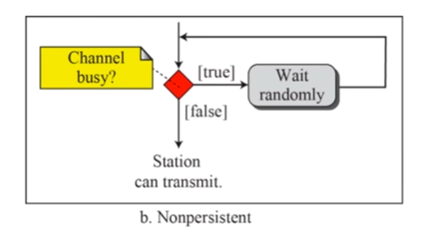 Channel
busy?
[true]
Wait
randomly
[false]
Station
can transmit.
b. Nonpersistent